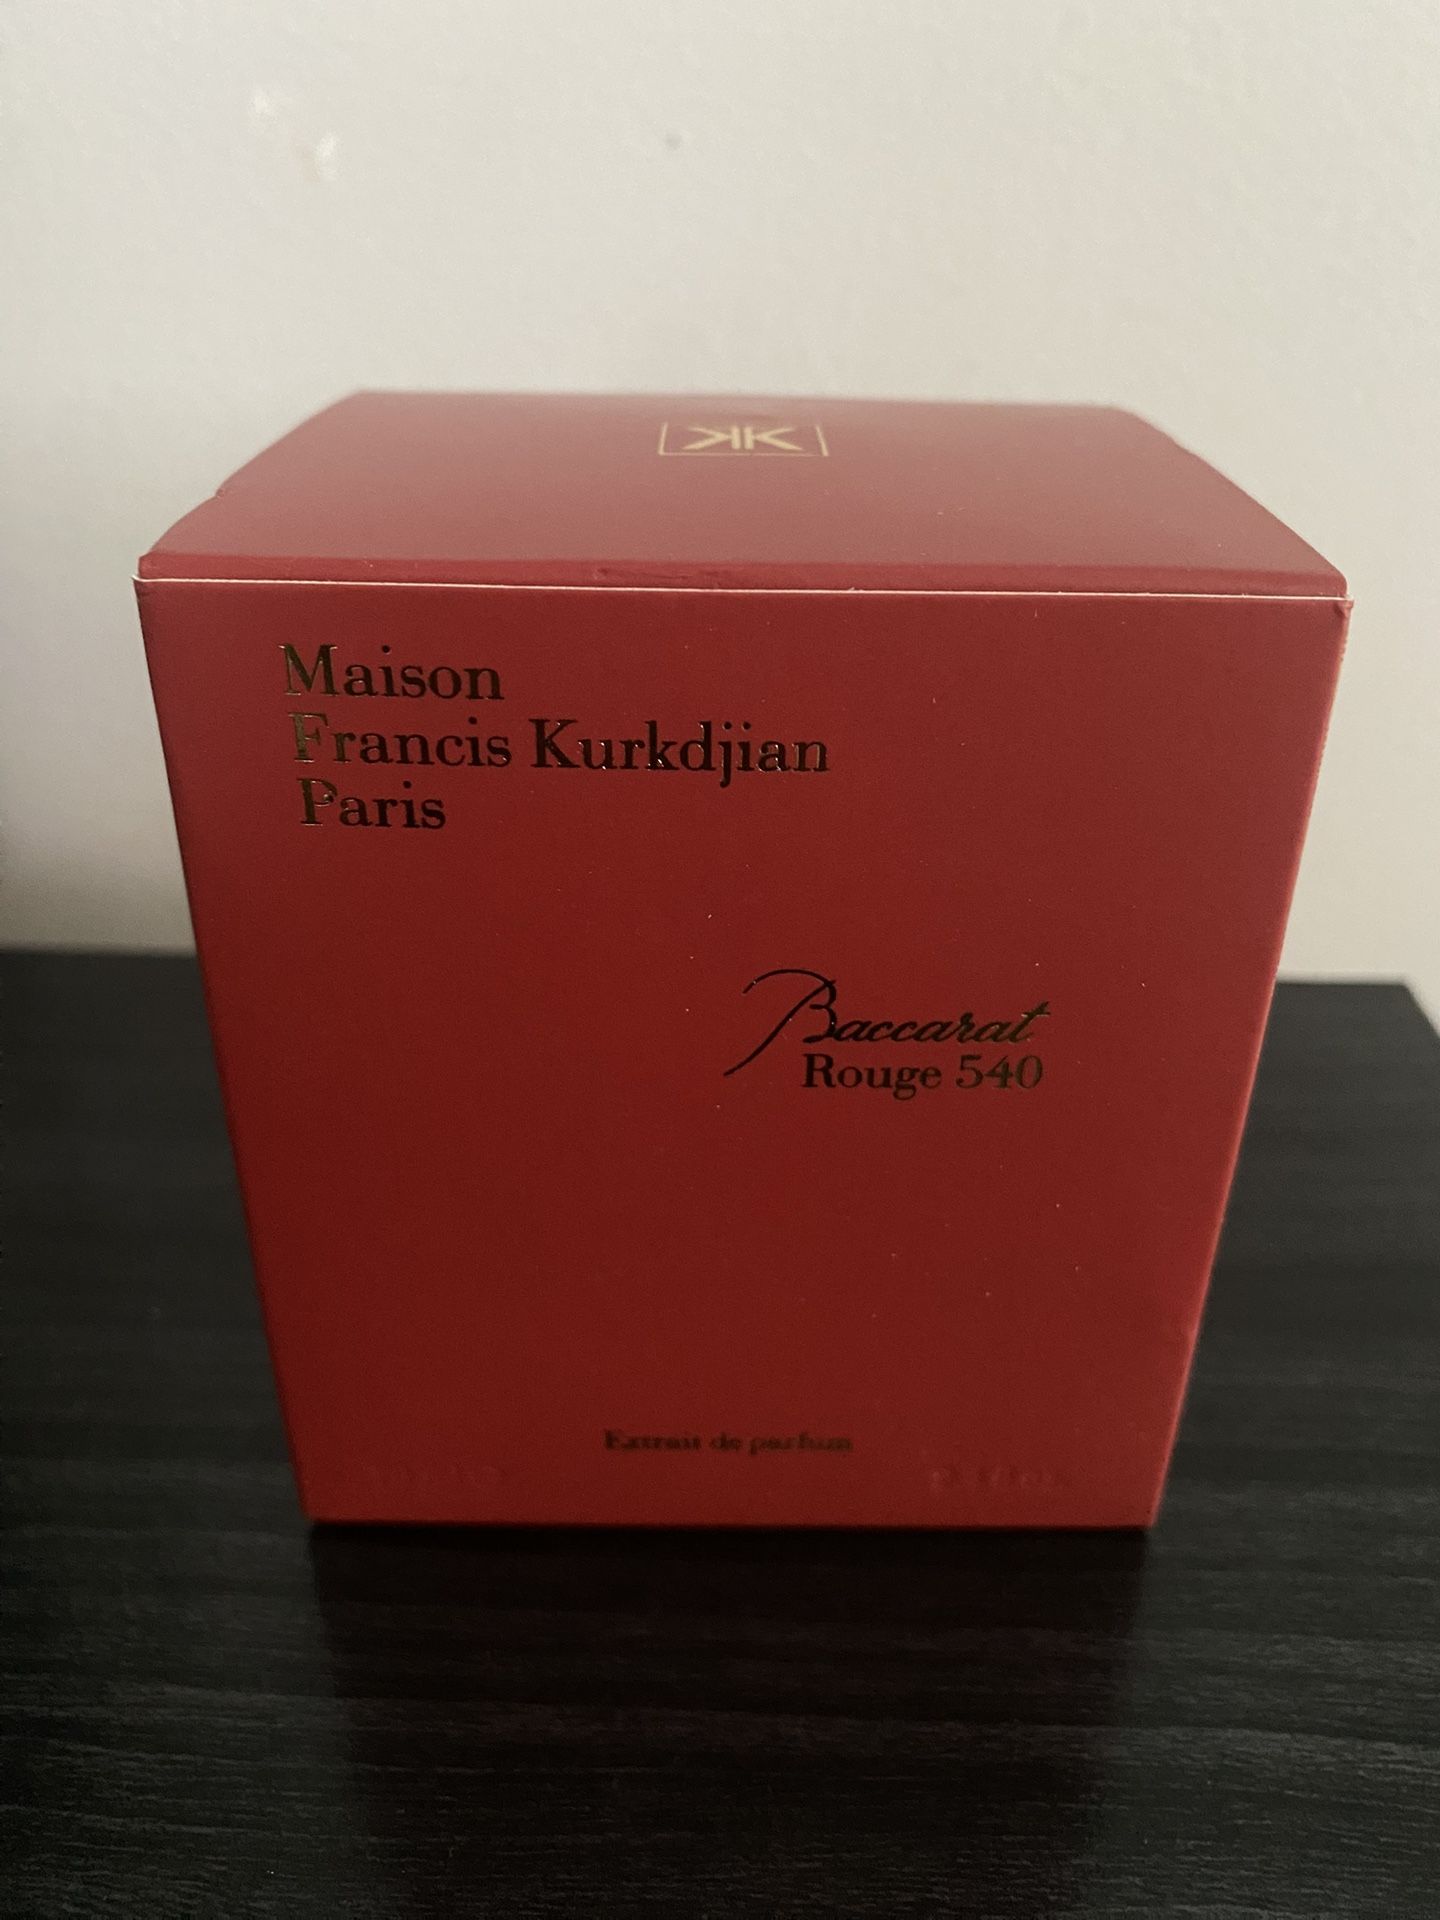 Maison
Francis Kurkdjian
Paris
Baccarat
Rouge 540
Extrait de parfum